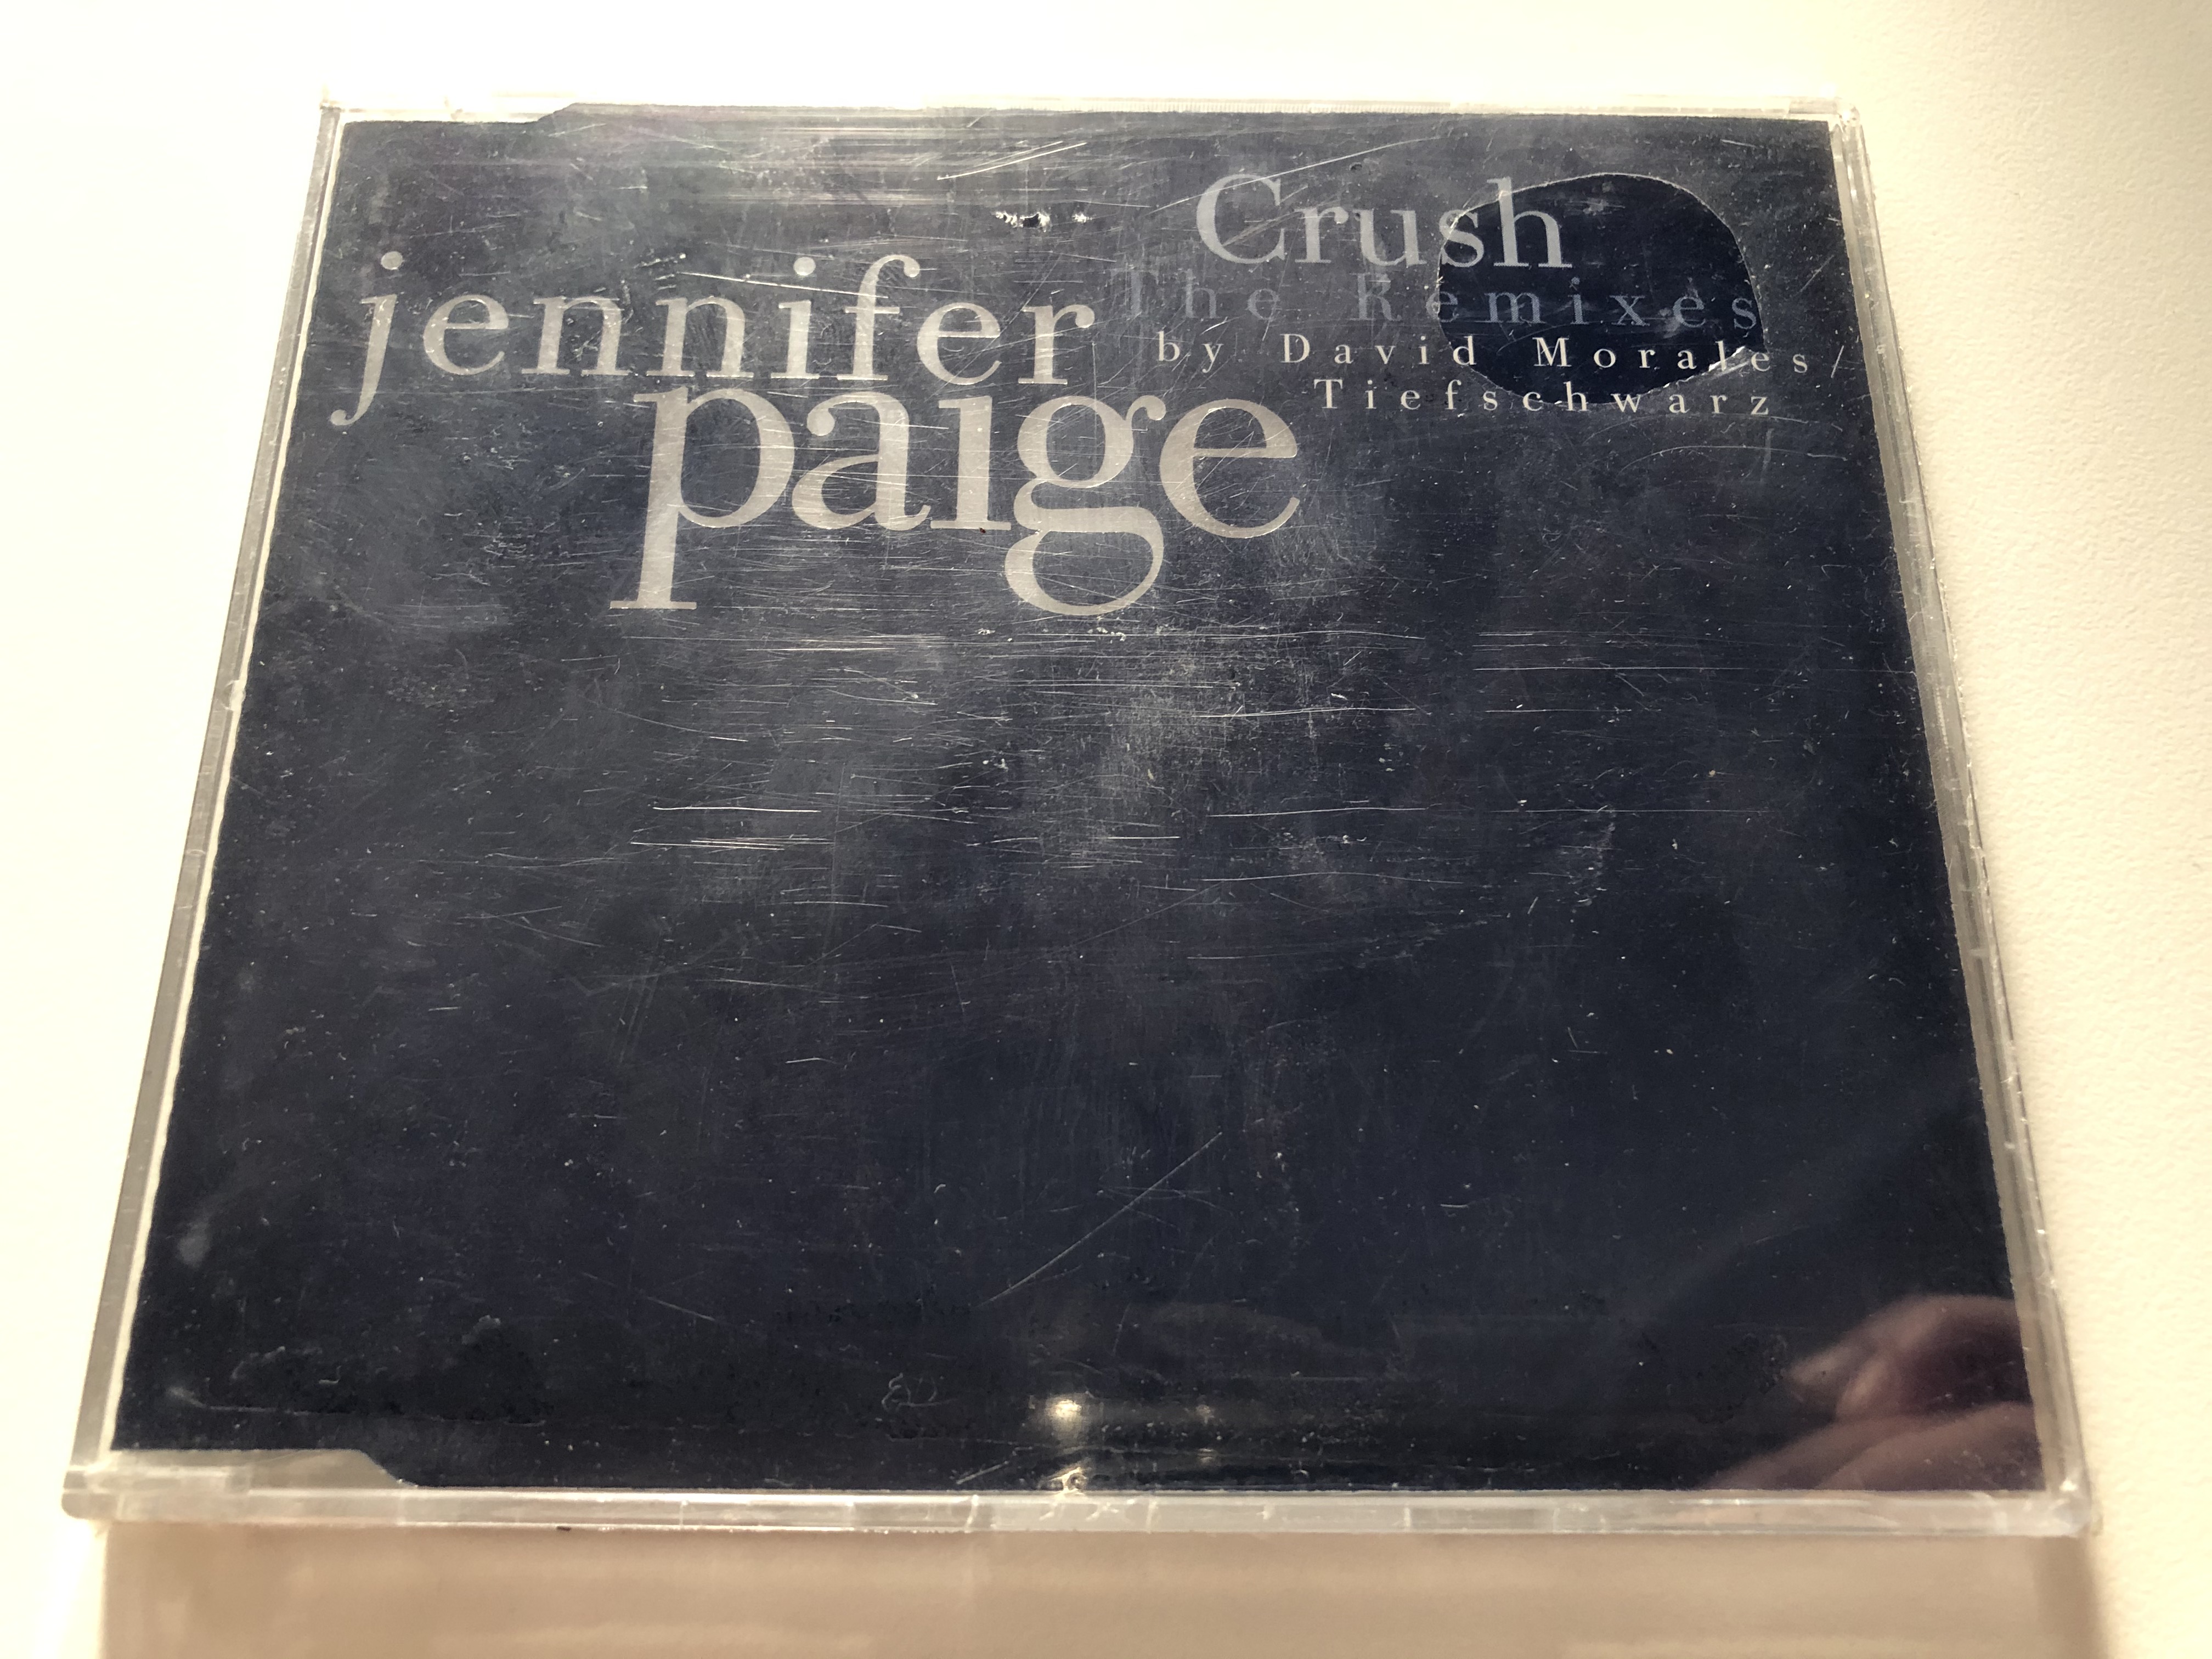 Crush
The Remixes
by David Morales/
Tiefschwarz
jennifer
paige